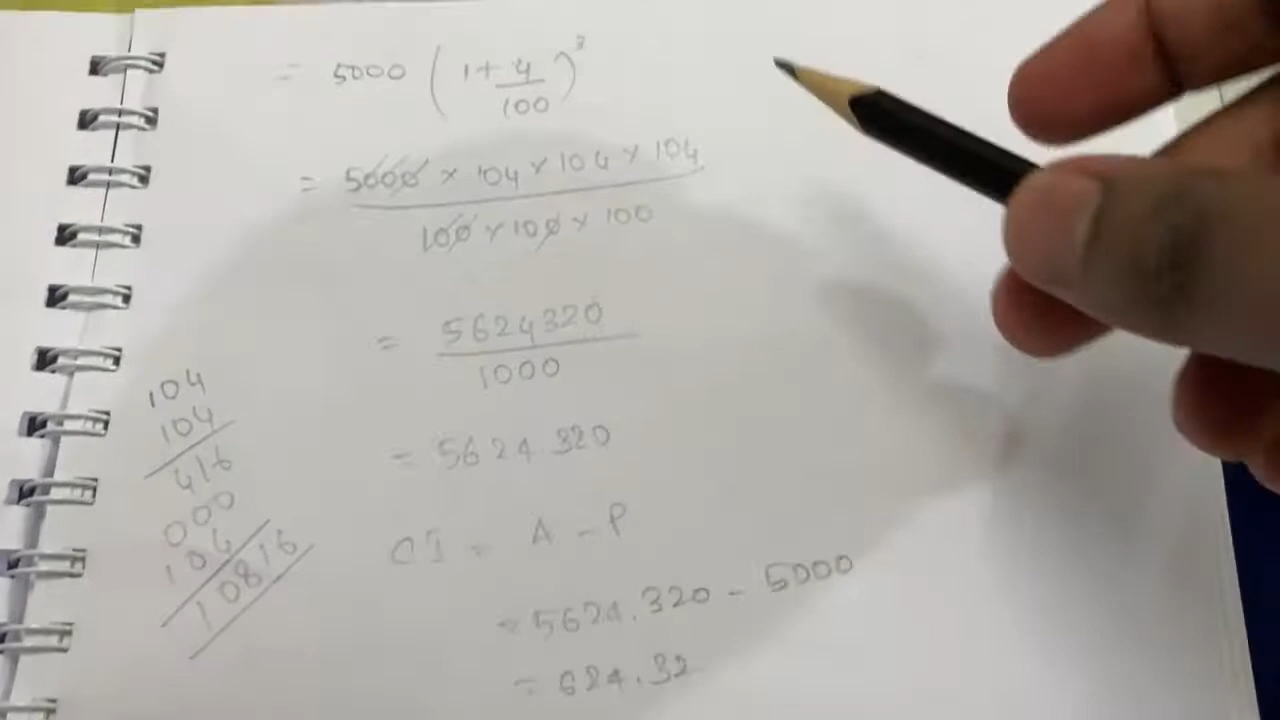 = 5000 ( 1 + 4/100 )³
= 5000 × 104 × 104 × 104
100 × 100 × 100
= 5624320
1000
= 5624.320
CI = A - P
= 5624.320 - 5000
= 624.32
104
104
416
000
104
10816